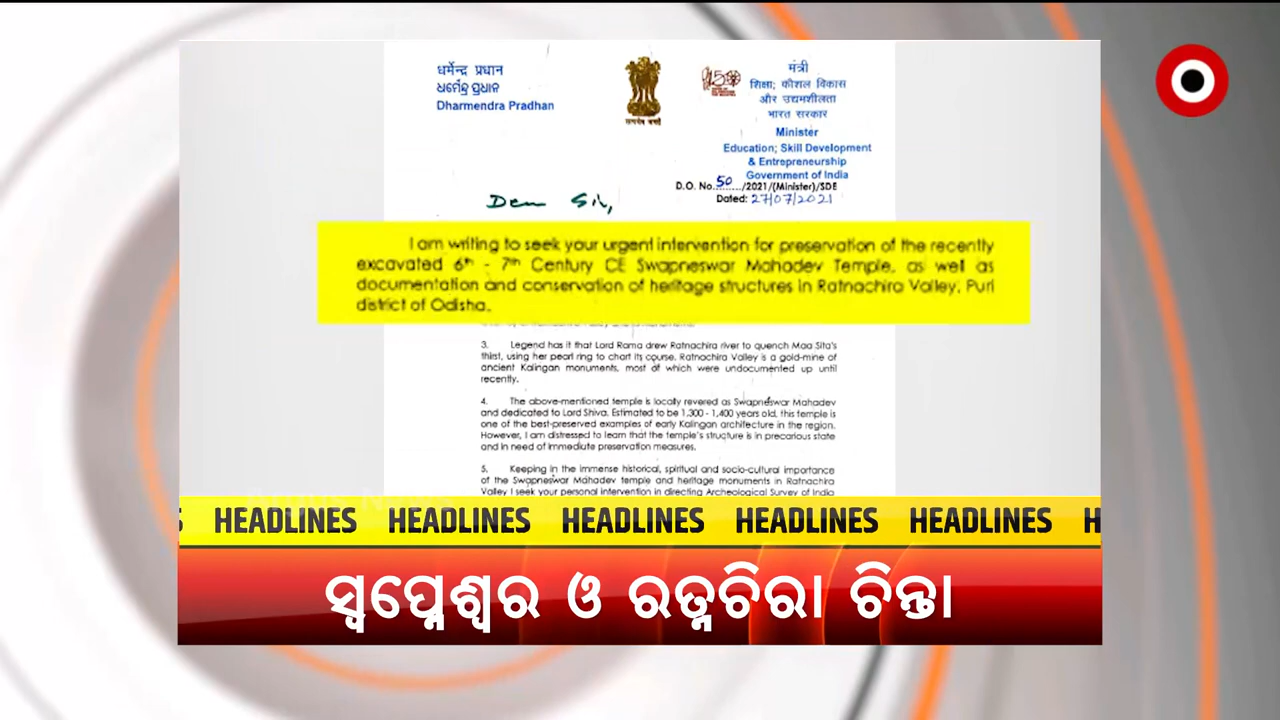 धर्मेन्द्र प्रधान
ଧର୍ମେନ୍ଦ୍ର ପ୍ରଧାନ
Dharmendra Pradhan
मंत्री
शिक्षा; कौशल विकास
और उद्यमशीलता
भारत सरकार
Minister
Education; Skill Development
& Entrepreneurship
Government of India
D.O. No. 50 /2021/(Minister)/SDE
Dated: 27/07/2021
Dear Sir,
I am writing to seek your urgent intervention for preservation of the recently
excavated 6th - 7th Century CE Swapneswar Mahadev Temple, as well as
documentation and conservation of heritage structures in Ratnachira Valley, Puri
district of Odisha.
3. Legend has it that Lord Rama drew Ratnachira river to quench Maa Sita's
thirst, using her pearl ring to chart its course. Ratnachira Valley is a gold-mine of
ancient Kalingan monuments, most of which were undocumented up until
recently.
4. The above-mentioned temple is locally revered as Swapneswar Mahadev
and dedicated to Lord Shiva. Estimated to be 1,300 - 1,400 years old, this temple is
one of the best-preserved examples of early Kalingan architecture in the region.
However, I am distressed to learn that the temple's structure is in precarious state
and in need of immediate preservation measures.
5. Keeping in the immense historical, spiritual and socio-cultural importance
of the Swapneswar Mahadev temple and heritage monuments in Ratnachira
Valley I seek your personal intervention in directing Archeological Survey of India
S HEADLINES HEADLINES HEADLINES HEADLINES HEADLINES H
ସ୍ୱପ୍ନେଶ୍ୱର ଓ ରତ୍ନଚିରା ଚିନ୍ତା